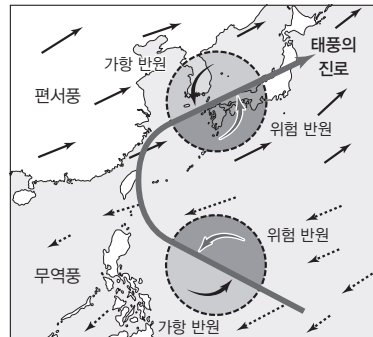 태풍의
진로
가항 반원
편서풍
위험 반원
위험 반원
무역풍
가항 반원